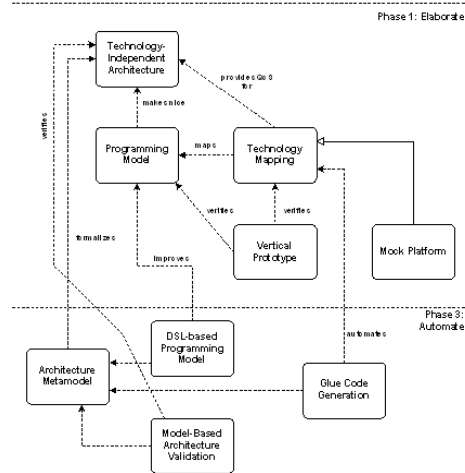 Phase 1: Elaborate
Technology-
Independent
Architecture
provides QoS
for
makes nice
verifies
Programming
Model
maps
Technology
Mapping
verifies
verifies
formalizes
Vertical
Prototype
Mock Platform
improves
Phase 3:
Automate
DSL-based
Programming
Model
automates
Architecture
Metamodel
Glue Code
Generation
Model-Based
Architecture
Validation